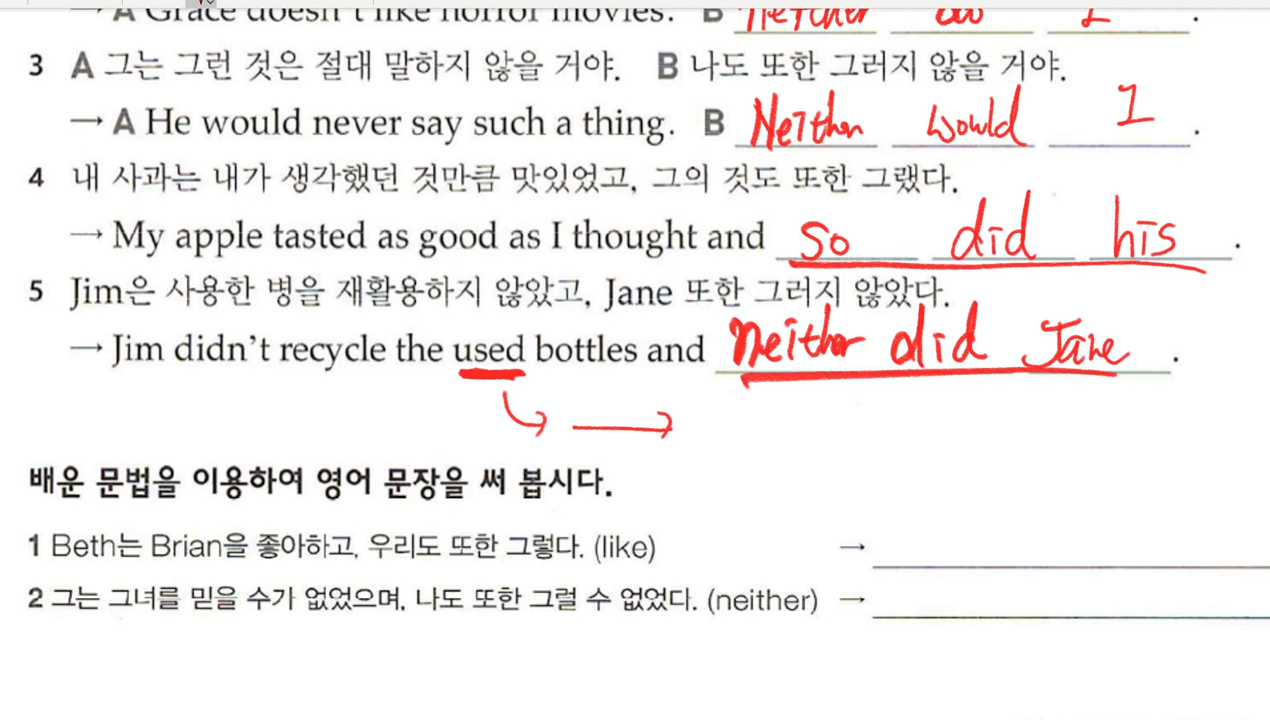 → A Grace doesn't like horror movies. B Neither do I.
3 A 그는 그런 것은 절대 말하지 않을 거야. B 나도 또한 그러지 않을 거야.
→ A He would never say such a thing. B Neither would I.
4 내 사과는 내가 생각했던 것만큼 맛있었고, 그의 것도 또한 그랬다.
→ My apple tasted as good as I thought and so did his.
5 Jim은 사용한 병을 재활용하지 않았고, Jane 또한 그러지 않았다.
→ Jim didn't recycle the used bottles and neither did Jane.
배운 문법을 이용하여 영어 문장을 써 봅시다.
1 Beth는 Brian을 좋아하고, 우리도 또한 그렇다. (like) →
2 그는 그녀를 믿을 수가 없었으며, 나도 또한 그럴 수 없었다. (neither) →